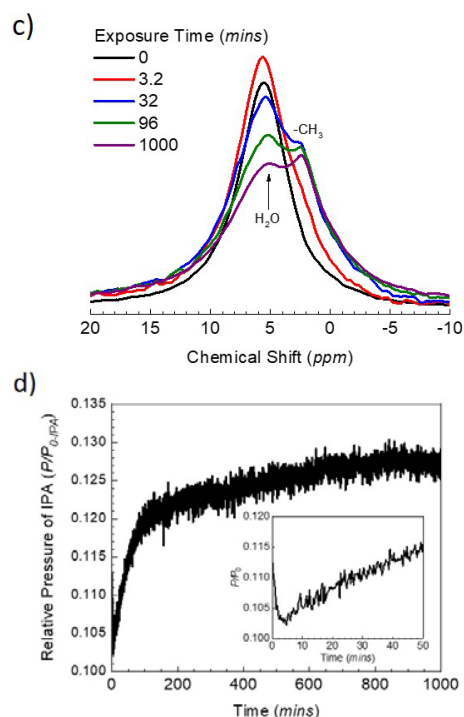 c)
Exposure Time (mins)
0
3.2
32
96
1000
-CH3
H2O
20 15 10 5 0 -5 -10
Chemical Shift (ppm)
d)
0.135
0.130
0.125
0.120
0.115
0.110
0.105
0.100
Relative Pressure of IPA (P/P0-IPA)
0.120
0.115
0.110
0.105
0.100
P/P0
0 10 20 30 40 50
Time (mins)
0 200 400 600 800 1000
Time (mins)